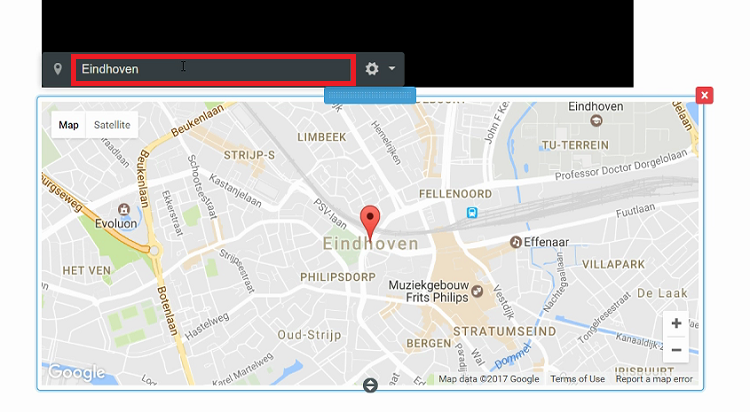 Eindhoven
Map
Satellite
Beukenlaan
LIMBEEK
Hemelrijken
John F Ke
Eindhoven
TU-TERREIN
STRIJP-S
Beukenlaan
Schootsestraat
Kastanjelaan
PSV-laan
FELLENOORD
Professor Doctor Dorgelolaan
Evoluon
Elkerstraat
Fuutlaan
Eindhoven
Effenaar
HET VEN
Botenlaan
Strijpsestraat
PHILIPSDORP
Muziekgebouw
Frits Philips
VILLAPARK
De Laak
Vestdijk
Nachtegaallaan
Tongelresestraat
Hastelweg
Oud-Strijp
STRATUMSEIND
BERGEN
Dommel
Kanaaldijk-z
Karel Martelweg
IRISBUURT
Google
Map data ©2017 Google
Terms of Use
Report a map error